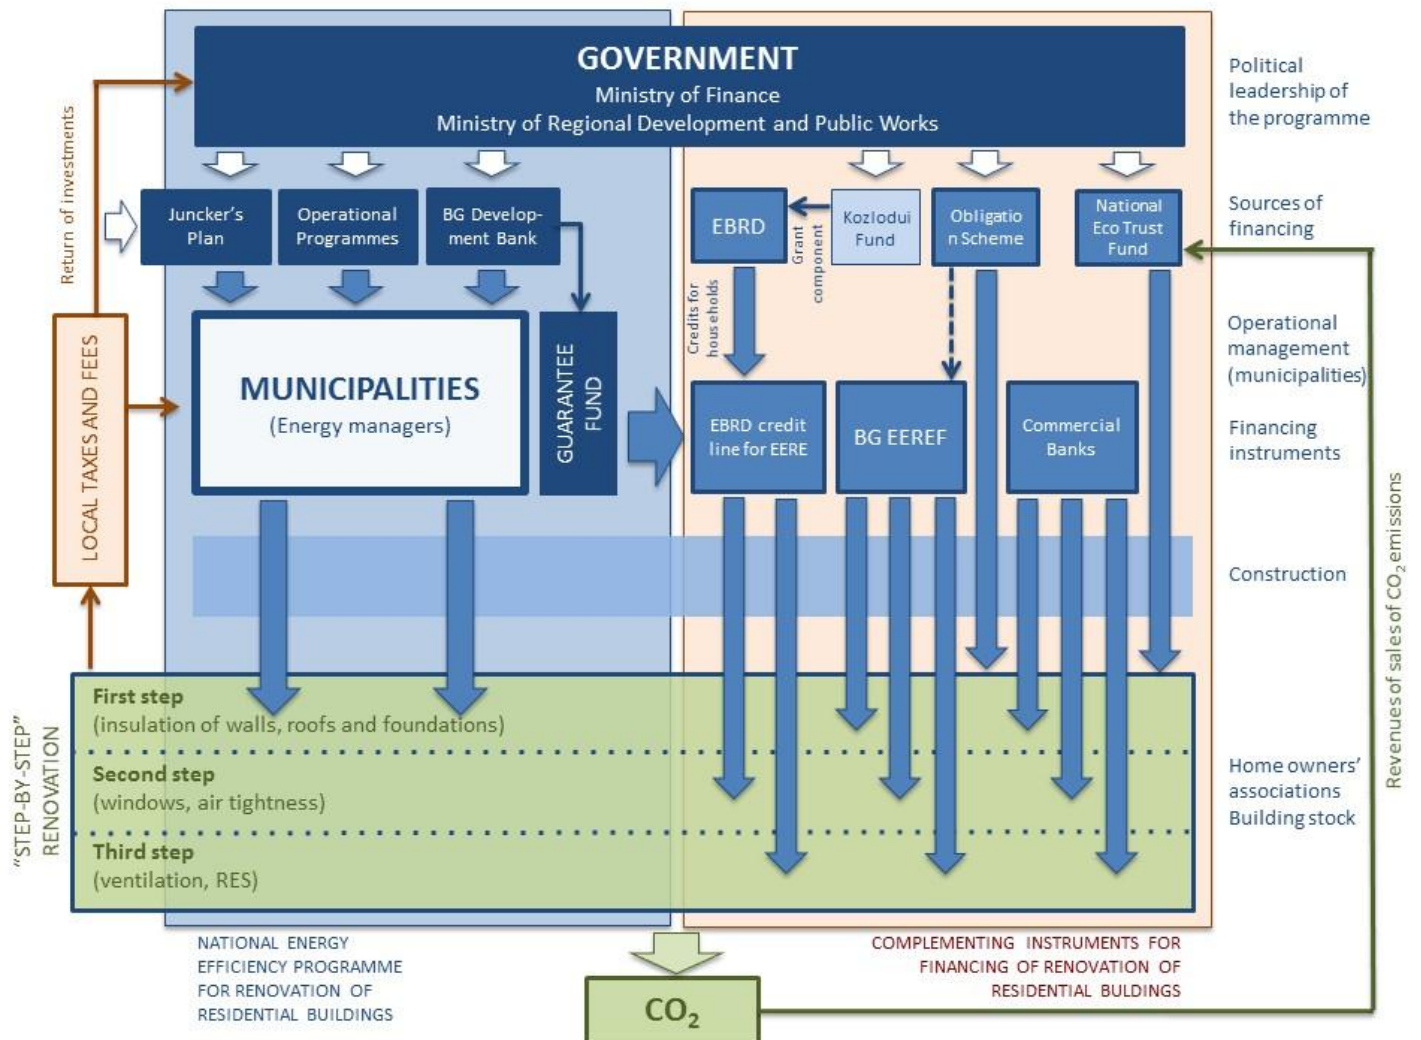 GOVERNMENT
Ministry of Finance
Ministry of Regional Development and Public Works
Political
leadership of
the programme
Return of investments
Juncker's
Plan
Operational
Programmes
BG Develop-
ment Bank
EBRD
Grant
component
Kozlodui
Fund
Obligatio
n Scheme
National
Eco Trust
Fund
Sources of
financing
Credits for
households
LOCAL TAXES AND FEES
MUNICIPALITIES
(Energy managers)
GUARANTEE
FUND
EBRD credit
line for EERE
BG EEREF
Commercial
Banks
Operational
management
(municipalities)
Financing
instruments
Construction
Revenues of sales of CO₂ emissions
"STEP-BY-STEP"
RENOVATION
First step
(insulation of walls, roofs and foundations)
Second step
(windows, air tightness)
Third step
(ventilation, RES)
Home owners'
associations
Building stock
NATIONAL ENERGY
EFFICIENCY PROGRAMME
FOR RENOVATION OF
RESIDENTIAL BUILDINGS
COMPLEMENTING INSTRUMENTS FOR
FINANCING OF RENOVATION OF
RESIDENTIAL BULDINGS
CO₂